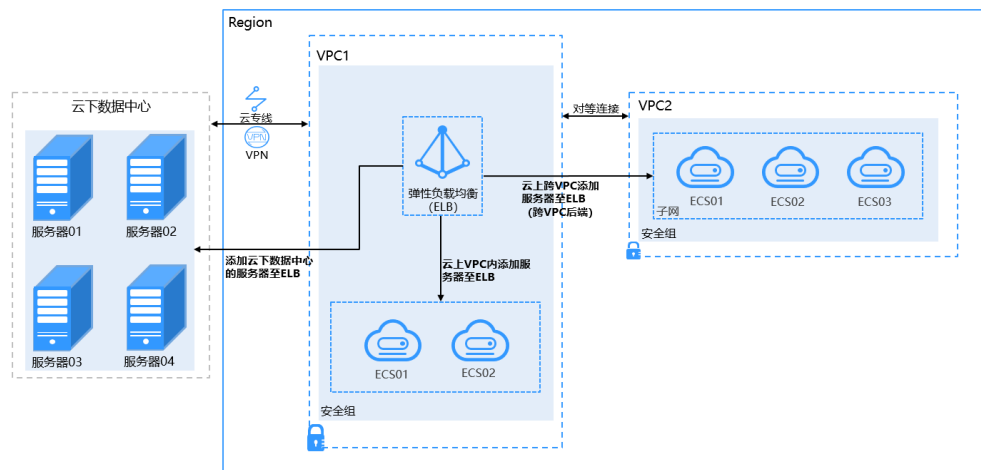 Region
VPC1
云下数据中心
云专线
VPN
VPN
对等连接
VPC2
服务器01
服务器02
服务器03
服务器04
弹性负载均衡
(ELB)
云上跨VPC添加
服务器至ELB
(跨VPC后端)
ECS01
ECS02
ECS03
子网
安全组
添加云下数据中心
的服务器至ELB
云上VPC内添加服
务器至ELB
ECS01
ECS02
安全组